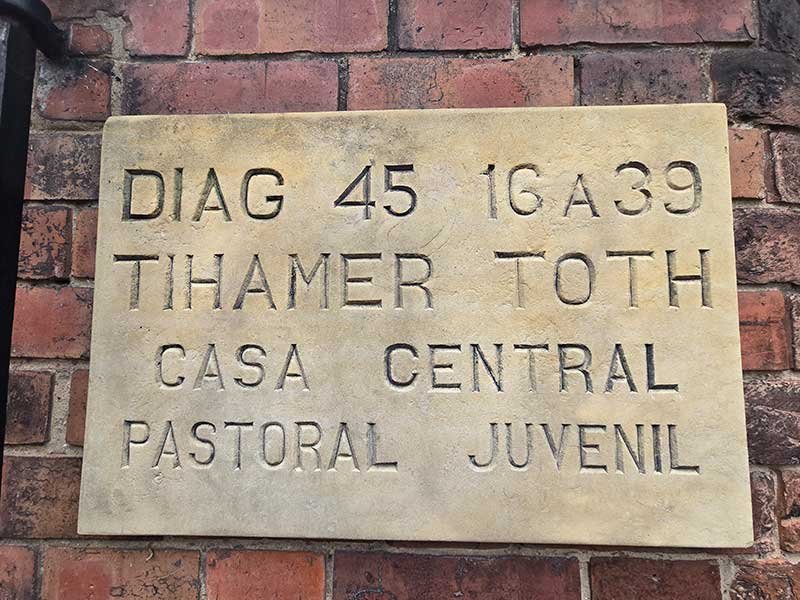 DIAG 45 16A39
TIHAMER TOTH
CASA CENTRAL
PASTORAL JUVENIL